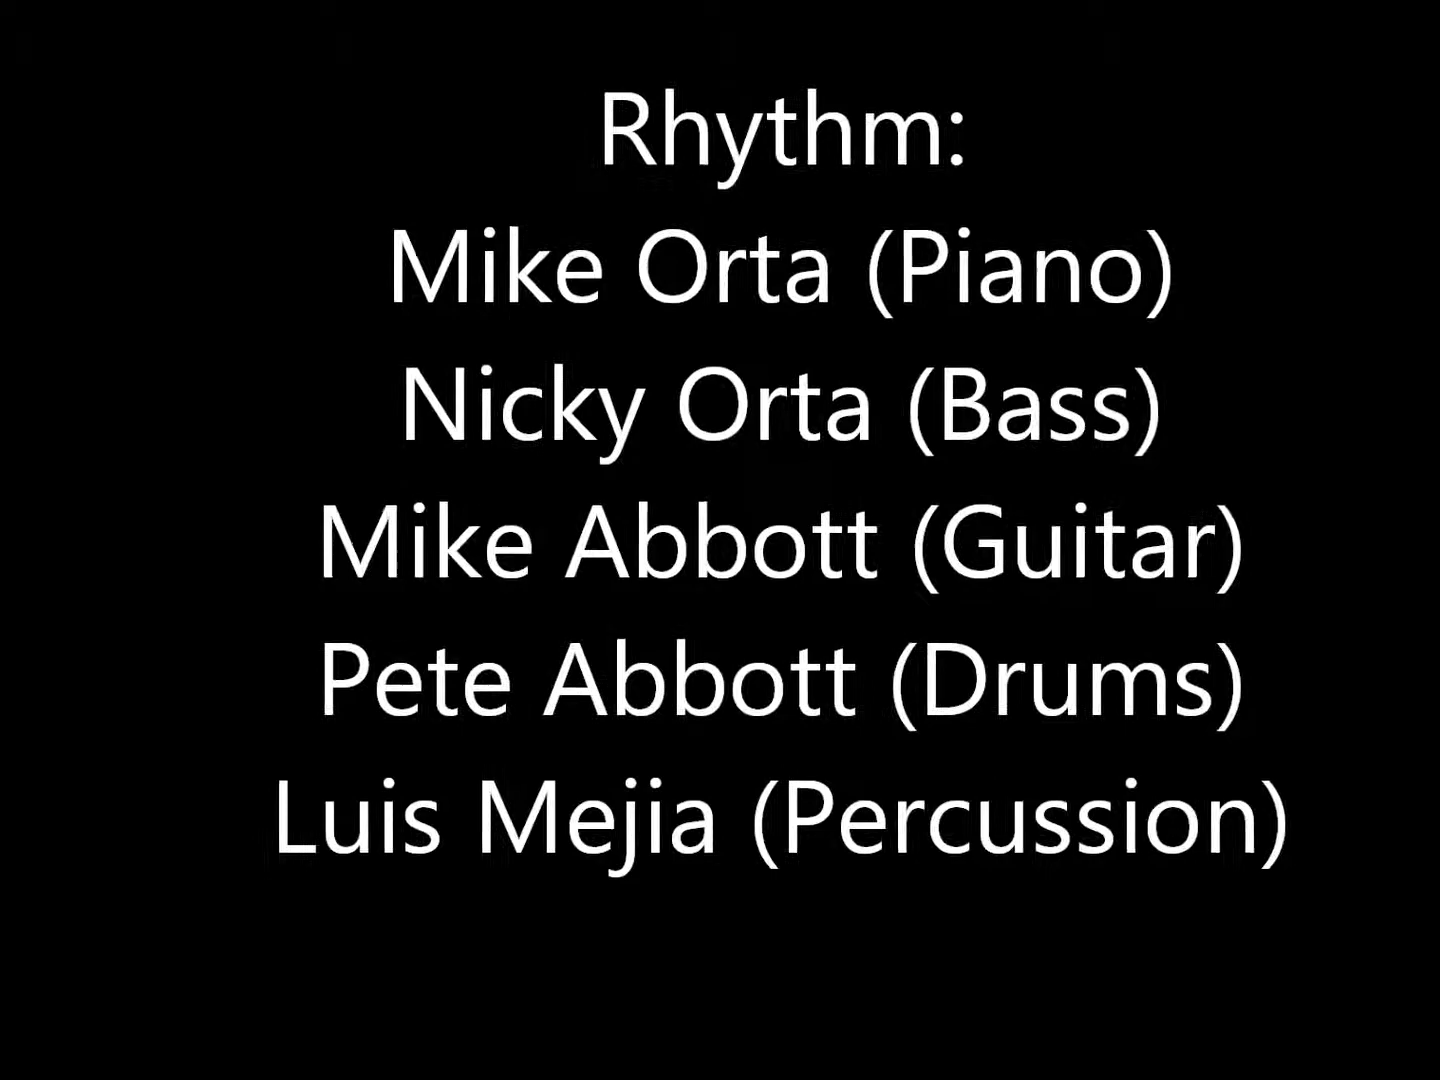 Rhythm:
Mike Orta (Piano)
Nicky Orta (Bass)
Mike Abbott (Guitar)
Pete Abbott (Drums)
Luis Mejia (Percussion)